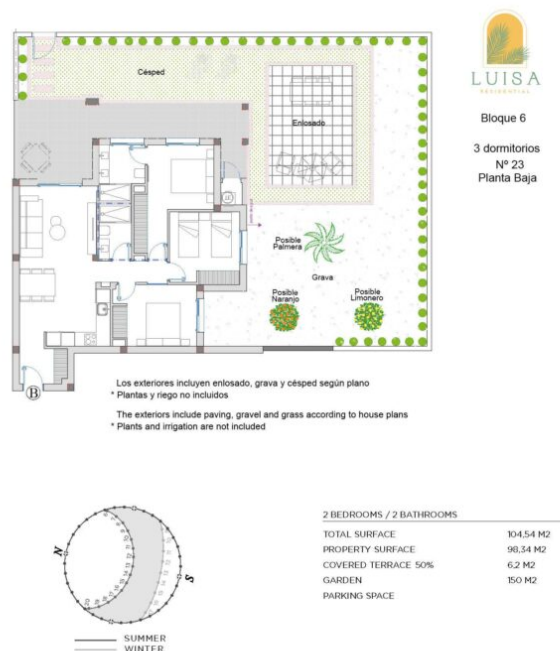 LUISA
RESIDENTIAL
Bloque 6
3 dormitorios
Nº 23
Planta Baja
Césped
Enlosado
Posible
Palmera
Grava
Posible
Naranjo
Posible
Limonero
B
Los exteriores incluyen enlosado, grava y césped según plano
* Plantas y riego no incluidos
The exteriors include paving, gravel and grass according to house plans
* Plants and irrigation are not included
N
S
SUMMER
WINTER
2 BEDROOMS / 2 BATHROOMS
TOTAL SURFACE 104,54 M2
PROPERTY SURFACE 98,34 M2
COVERED TERRACE 50% 6,2 M2
GARDEN 150 M2
PARKING SPACE